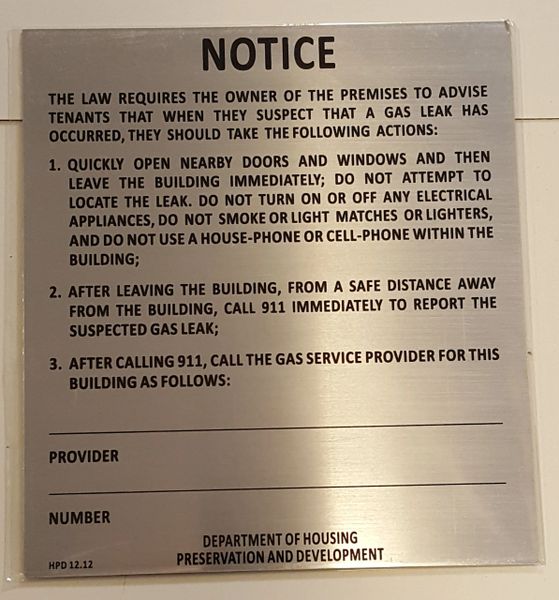 NOTICE
THE LAW REQUIRES THE OWNER OF THE PREMISES TO ADVISE
TENANTS THAT WHEN THEY SUSPECT THAT A GAS LEAK HAS
OCCURRED, THEY SHOULD TAKE THE FOLLOWING ACTIONS:
1. QUICKLY OPEN NEARBY DOORS AND WINDOWS AND THEN
LEAVE THE BUILDING IMMEDIATELY; DO NOT ATTEMPT TO
LOCATE THE LEAK. DO NOT TURN ON OR OFF ANY ELECTRICAL
APPLIANCES, DO NOT SMOKE OR LIGHT MATCHES OR LIGHTERS,
AND DO NOT USE A HOUSE-PHONE OR CELL-PHONE WITHIN THE
BUILDING;
2. AFTER LEAVING THE BUILDING, FROM A SAFE DISTANCE AWAY
FROM THE BUILDING, CALL 911 IMMEDIATELY TO REPORT THE
SUSPECTED GAS LEAK;
3. AFTER CALLING 911, CALL THE GAS SERVICE PROVIDER FOR THIS
BUILDING AS FOLLOWS:
PROVIDER
NUMBER
DEPARTMENT OF HOUSING
PRESERVATION AND DEVELOPMENT
HPD 12.12